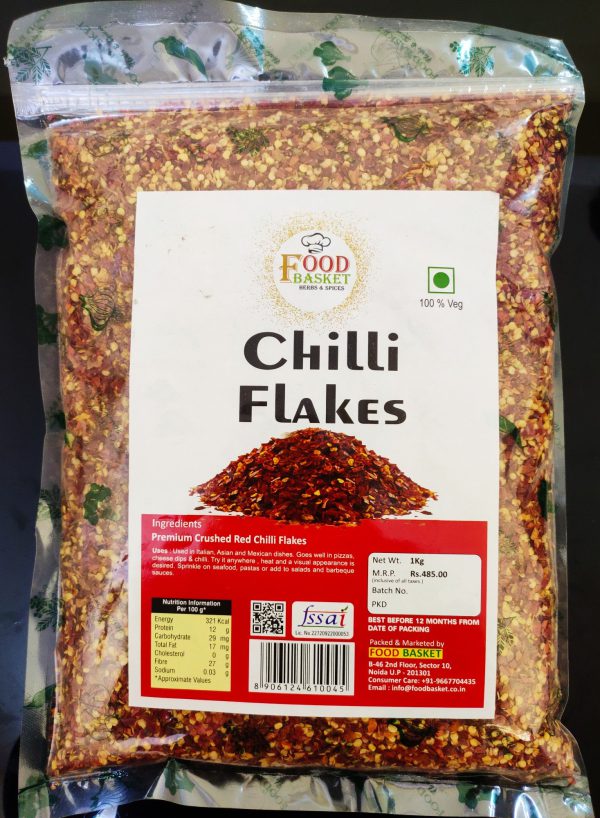 FOOD
BASKET
HERBS & SPICES
100 % Veg
Chilli
Flakes
Ingredients
Premium Crushed Red Chilli Flakes
Uses : Used in Italian, Asian and Mexican dishes. Goes well in pizzas,
cheese dips & chilli. Try it anywhere , heat and a visual appearance is
desired. Sprinkle on seafood, pastas or add to salads and barbeque
sauces.
Net Wt. 1Kg
M.R.P. Rs.485.00
(inclusive of all taxes)
Batch No.
PKD
BEST BEFORE 12 MONTHS FROM
DATE OF PACKING
Nutrition Information
Per 100 g*
Energy 321 Kcal
Protein 12 g
Carbohydrate 29 mg
Total Fat 17 mg
Cholesterol 0 g
Fibre 27 g
Sodium 0.03 g
*Approximate Values
fssai
Lic. No.22720922000053
8 906124 610045
Packed & Marketed by
FOOD BASKET
B-46 2nd Floor, Sector 10,
Noida U.P - 201301
Consumer Care: +91-9667704435
Email : info@foodbasket.co.in